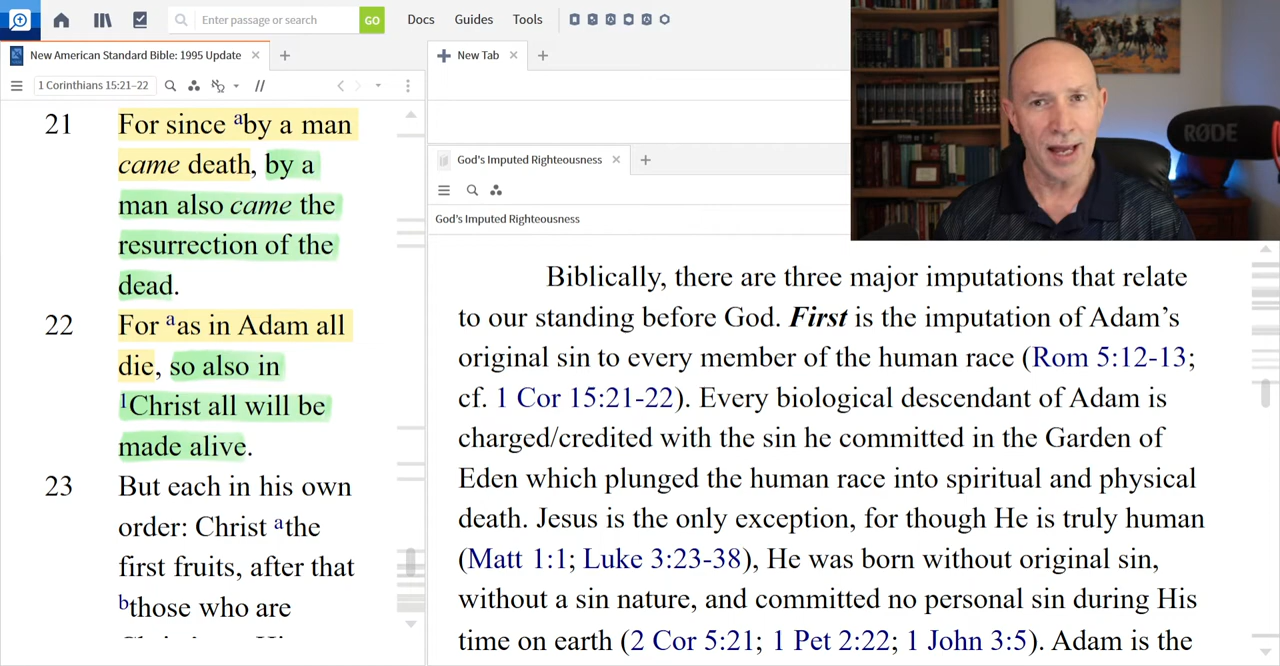 Enter passage or search
GO
Docs
Guides
Tools
New American Standard Bible: 1995 Update
New Tab
1 Corinthians 15:21–22
21 For since ᵃby a man
came death, by a
man also came the
resurrection of the
dead.
22 For ᵃas in Adam all
die, so also in
¹Christ all will be
made alive.
23 But each in his own
order: Christ ᵃthe
first fruits, after that
ᵇthose who are
God's Imputed Righteousness
God's Imputed Righteousness
Biblically, there are three major imputations that relate
to our standing before God. First is the imputation of Adam's
original sin to every member of the human race (Rom 5:12-13;
cf. 1 Cor 15:21-22). Every biological descendant of Adam is
charged/credited with the sin he committed in the Garden of
Eden which plunged the human race into spiritual and physical
death. Jesus is the only exception, for though He is truly human
(Matt 1:1; Luke 3:23-38), He was born without original sin,
without a sin nature, and committed no personal sin during His
time on earth (2 Cor 5:21; 1 Pet 2:22; 1 John 3:5). Adam is the
RØDE